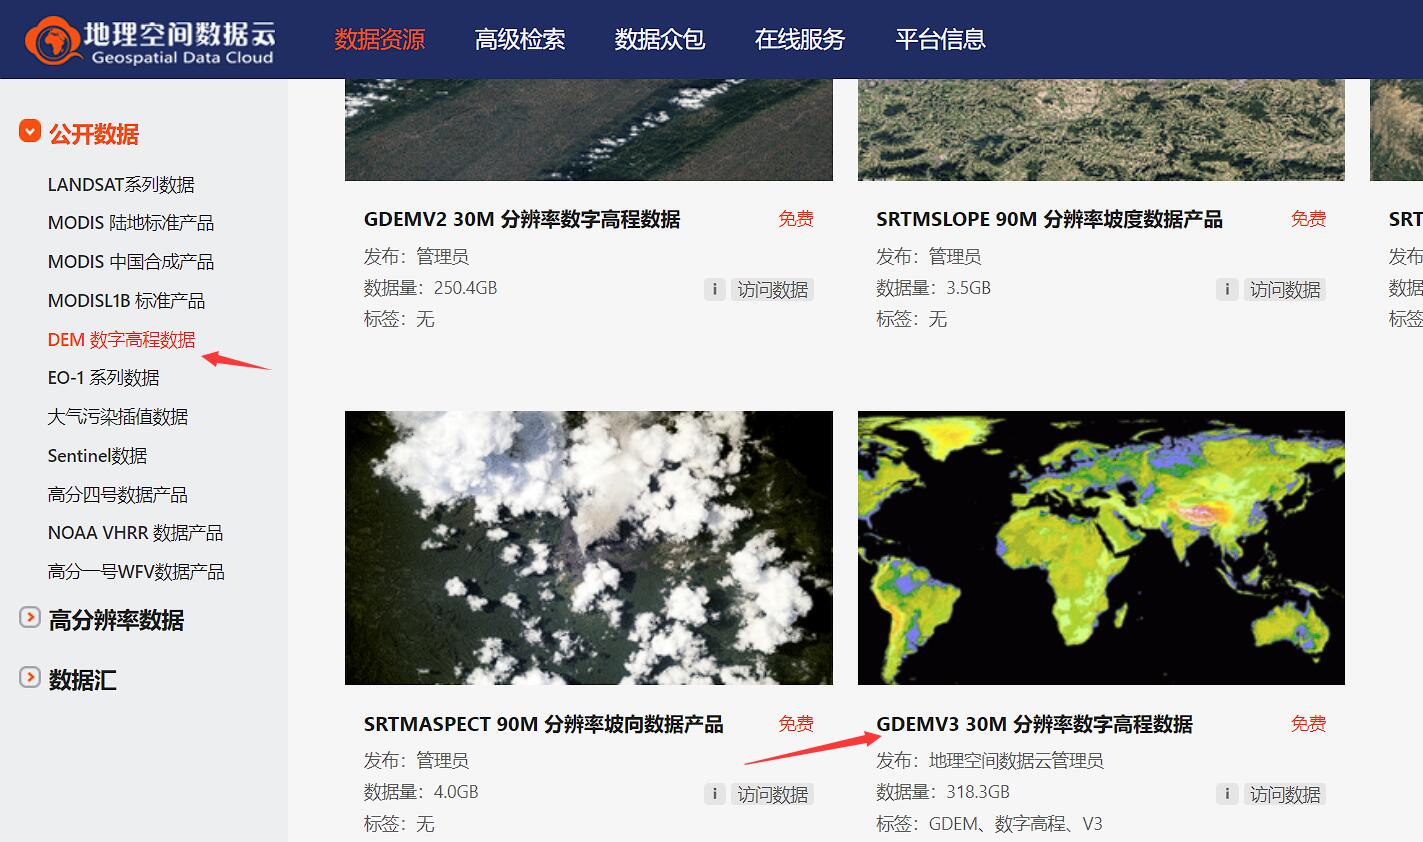 地理空间数据云
Geospatial Data Cloud
数据资源
高级检索
数据众包
在线服务
平台信息
公开数据
LANDSAT系列数据
MODIS 陆地标准产品
MODIS 中国合成产品
MODISL1B 标准产品
DEM 数字高程数据
EO-1 系列数据
大气污染插值数据
Sentinel数据
高分四号数据产品
NOAA VHRR 数据产品
高分一号WFV数据产品
高分辨率数据
数据汇
GDEMV2 30M 分辨率数字高程数据 免费
发布：管理员
数据量：250.4GB i 访问数据
标签：无
SRTMSLOPE 90M 分辨率坡度数据产品 免费
发布：管理员
数据量：3.5GB i 访问数据
标签：无
SRT
发布
数据
标签
SRTMASPECT 90M 分辨率坡向数据产品 免费
发布：管理员
数据量：4.0GB i 访问数据
标签：无
GDEMV3 30M 分辨率数字高程数据 免费
发布：地理空间数据云管理员
数据量：318.3GB i 访问数据
标签：GDEM、数字高程、V3